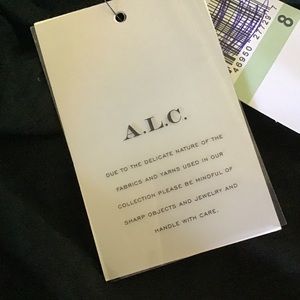 A.L.C.
DUE TO THE DELICATE NATURE OF THE
FABRICS AND YARNS USED IN OUR
COLLECTION PLEASE BE MINDFUL OF
SHARP OBJECTS AND JEWELRY AND
HANDLE WITH CARE.
8